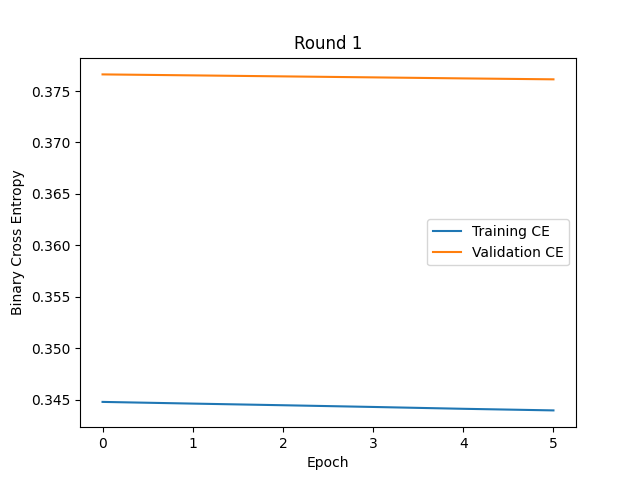 Round 1
Binary Cross Entropy
0.375
0.370
0.365
0.360
0.355
0.350
0.345
Training CE
Validation CE
0 1 2 3 4 5
Epoch